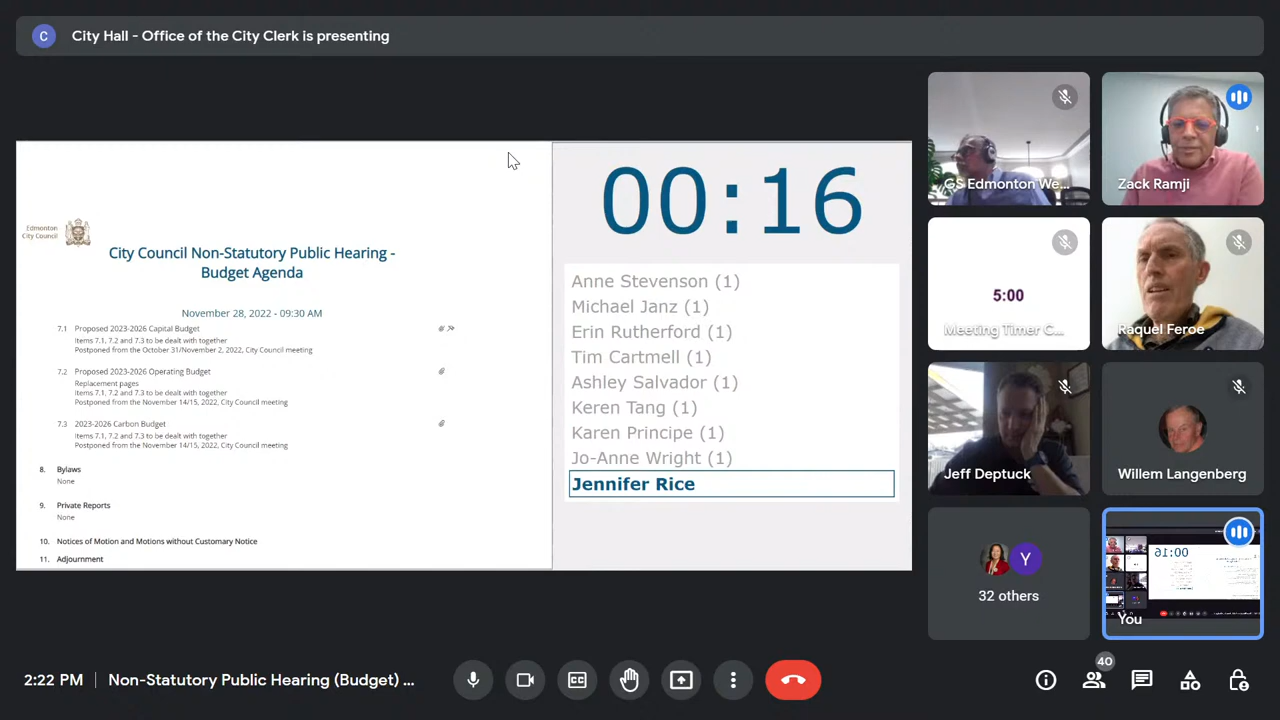 C
City Hall - Office of the City Clerk is presenting
Edmonton
City Council
City Council Non-Statutory Public Hearing -
Budget Agenda
November 28, 2022 - 09:30 AM
7.1 Proposed 2023-2026 Capital Budget
Items 7.1, 7.2 and 7.3 to be dealt with together
Postponed from the October 31/November 2, 2022, City Council meeting
7.2 Proposed 2023-2026 Operating Budget
Replacement pages
Items 7.1, 7.2 and 7.3 to be dealt with together
Postponed from the November 14/15, 2022, City Council meeting
7.3 2023-2026 Carbon Budget
Items 7.1, 7.2 and 7.3 to be dealt with together
Postponed from the November 14/15, 2022, City Council meeting
8. Bylaws
None
9. Private Reports
None
10. Notices of Motion and Motions without Customary Notice
11. Adjournment
00:16
Anne Stevenson (1)
Michael Janz (1)
Erin Rutherford (1)
Tim Cartmell (1)
Ashley Salvador (1)
Keren Tang (1)
Karen Principe (1)
Jo-Anne Wright (1)
Jennifer Rice
GS Edmonton We...
Zack Ramji
5:00
Meeting Timer C...
Raquel Feroe
Jeff Deptuck
Willem Langenberg
Y
32 others
00:16
You
2:22 PM | Non-Statutory Public Hearing (Budget) ...
CC
40